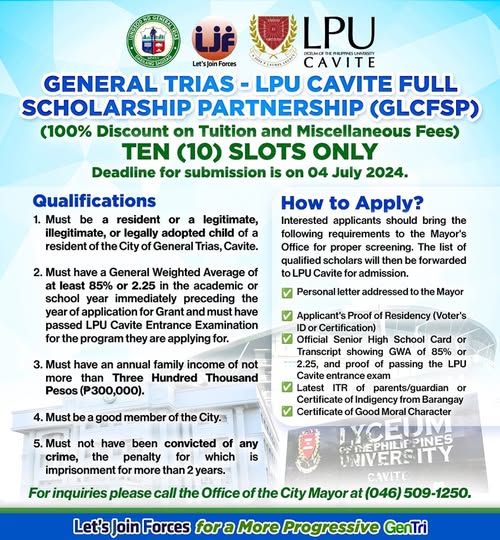 LUNGSOD NG GENERAL TRIAS
LJF
Let's Join Forces
LPU
LYCEUM OF THE PHILIPPINES UNIVERSITY
CAVITE
GENERAL TRIAS - LPU CAVITE FULL
SCHOLARSHIP PARTNERSHIP (GLCFSP)
(100% Discount on Tuition and Miscellaneous Fees)
TEN (10) SLOTS ONLY
Deadline for submission is on 04 July 2024.
Qualifications
1. Must be a resident or a legitimate,
illegitimate, or legally adopted child of a
resident of the City of General Trias, Cavite.
2. Must have a General Weighted Average of
at least 85% or 2.25 in the academic or
school year immediately preceding the
year of application for Grant and must have
passed LPU Cavite Entrance Examination
for the program they are applying for.
3. Must have an annual family income of not
more than Three Hundred Thousand
Pesos (₱300,000).
4. Must be a good member of the City.
5. Must not have been convicted of any
crime, the penalty for which is
imprisonment for more than 2 years.
How to Apply?
Interested applicants should bring the
following requirements to the Mayor's
Office for proper screening. The list of
qualified scholars will then be forwarded
to LPU Cavite for admission.
Personal letter addressed to the Mayor
Applicant's Proof of Residency (Voter's
ID or Certification)
Official Senior High School Card or
Transcript showing GWA of 85% or
2.25, and proof of passing the LPU
Cavite entrance exam
Latest ITR of parents/guardian or
Certificate of Indigency from Barangay
Certificate of Good Moral Character
LYCEUM
OF THE PHILIPPINES
UNIVERSITY
CAVITE
For inquiries please call the Office of the City Mayor at (046) 509-1250.
Let's Join Forces for a More Progressive GenTri